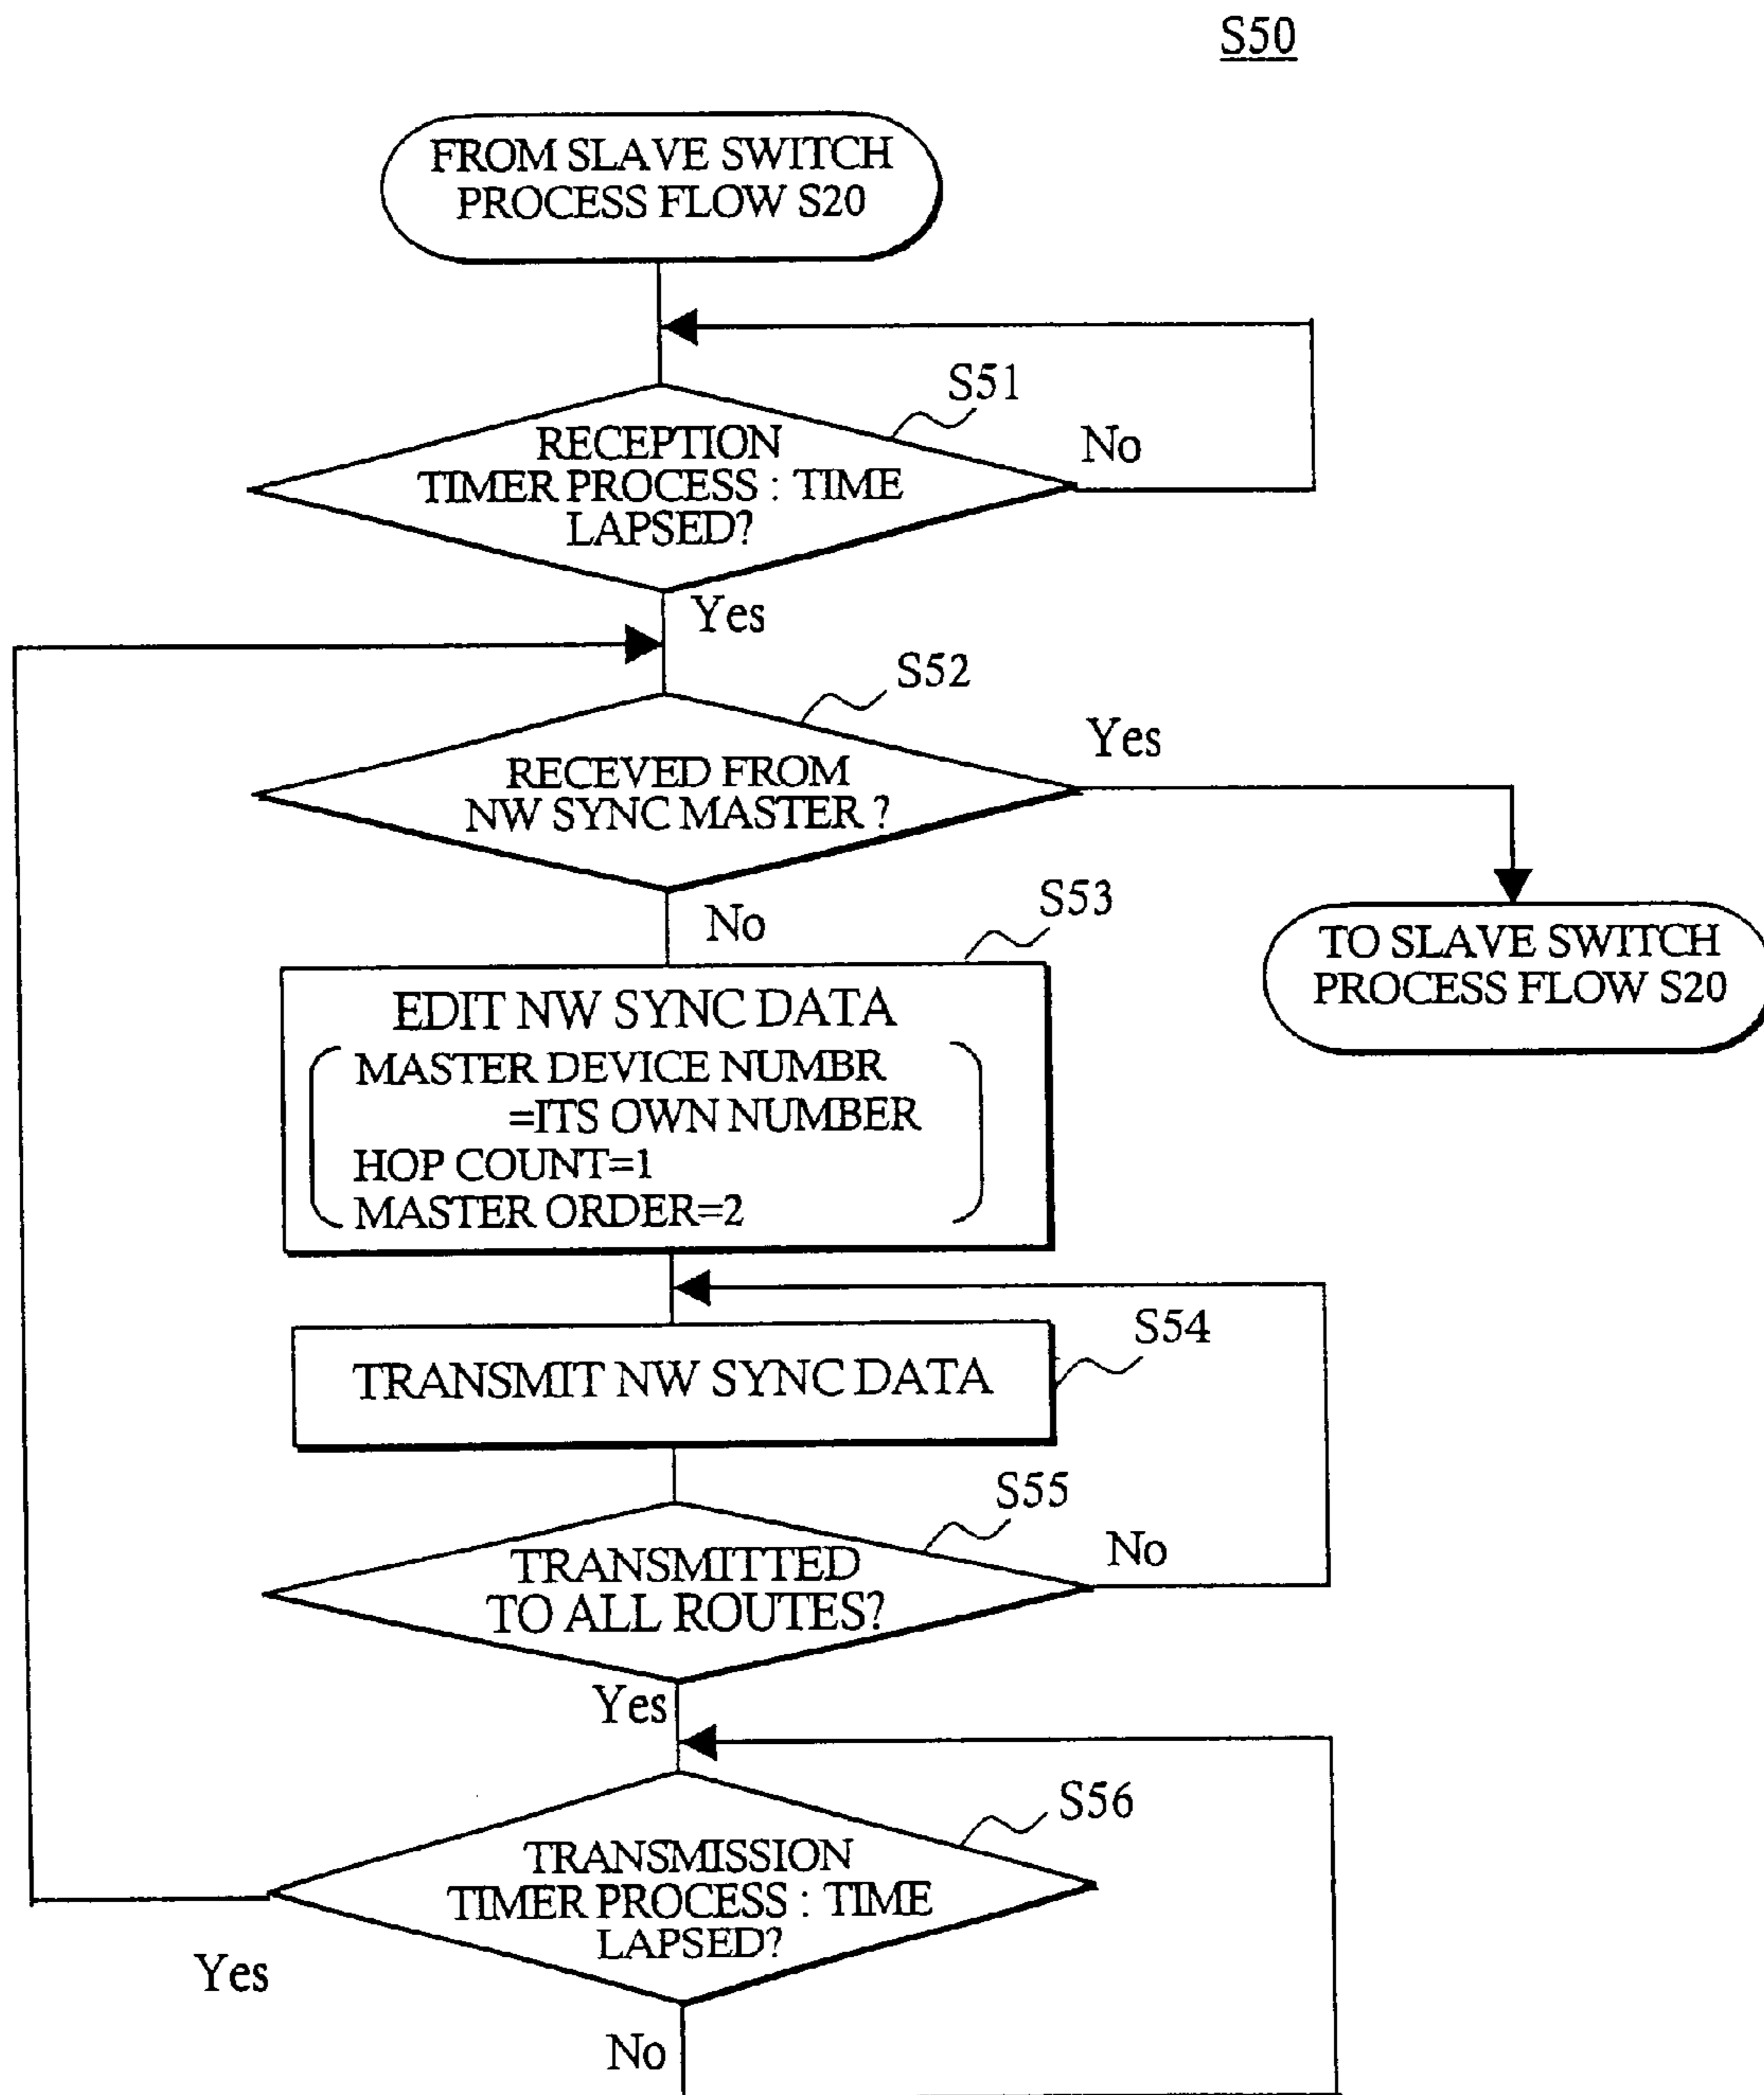 S50
FROM SLAVE SWITCH
PROCESS FLOW S20
S51
RECEPTION
TIMER PROCESS : TIME
LAPSED?
No
Yes
S52
RECEVED FROM
NW SYNC MASTER ?
Yes
No
TO SLAVE SWITCH
PROCESS FLOW S20
S53
EDIT NW SYNC DATA
MASTER DEVICE NUMBR
=ITS OWN NUMBER
HOP COUNT=1
MASTER ORDER=2
S54
TRANSMIT NW SYNC DATA
S55
TRANSMITTED
TO ALL ROUTES?
No
Yes
S56
TRANSMISSION
TIMER PROCESS : TIME
LAPSED?
Yes
No